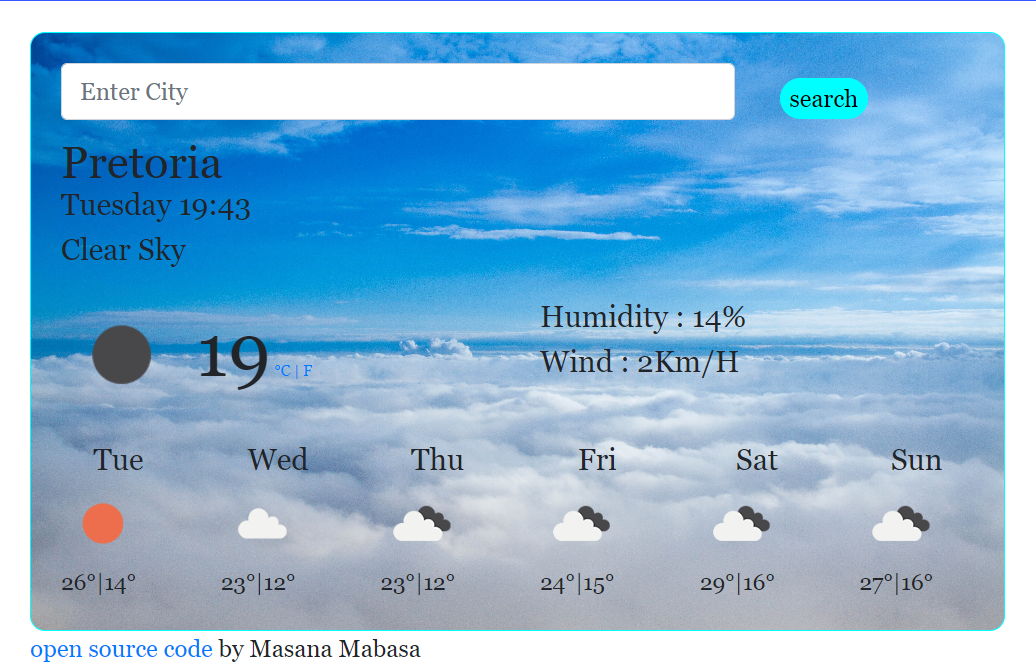 Enter City
search
Pretoria
Tuesday 19:43
Clear Sky
19 °C | F
Humidity : 14%
Wind : 2Km/H
Tue Wed Thu Fri Sat Sun
26°|14° 23°|12° 23°|12° 24°|15° 29°|16° 27°|16°
open source code by Masana Mabasa